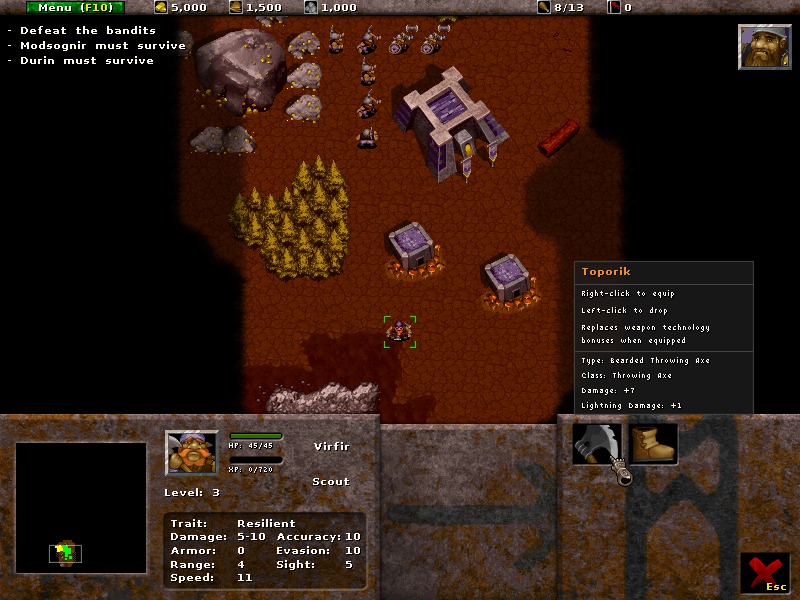 Menu (F10) 5,000 1,500 1,000 8/13 0
- Defeat the bandits
- Modsognir must survive
- Durin must survive
Toporik
Right-click to equip
Left-click to drop
Replaces weapon technology
bonuses when equipped
Type: Bearded Throwing Axe
Class: Throwing Axe
Damage: +7
Lightning Damage: +1
HP: 45/45 Virfir
XP: 0/720
Scout
Level: 3
Trait: Resilient
Damage: 5-10 Accuracy: 10
Armor: 0 Evasion: 10
Range: 4 Sight: 5
Speed: 11
Esc